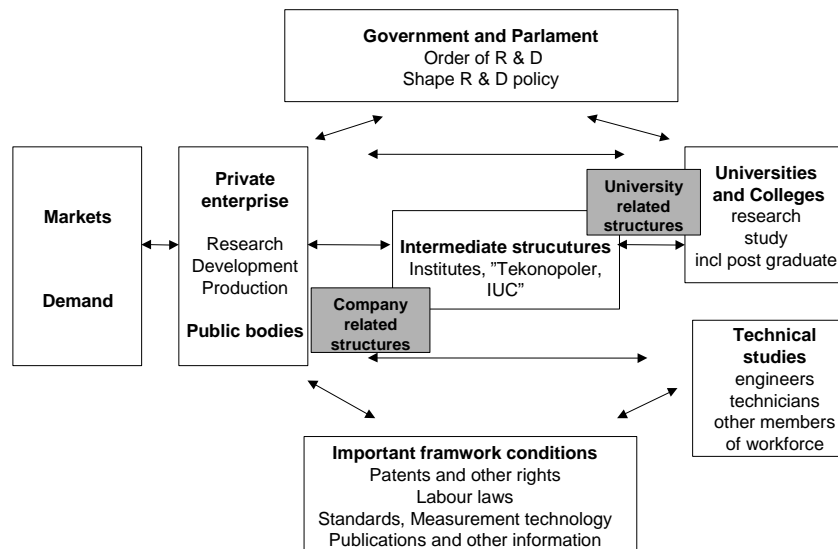 Government and Parlament
Order of R & D
Shape R & D policy
Markets
Demand
Private
enterprise
Research
Development
Production
Public bodies
Intermediate strucutures
Institutes, ”Tekonopoler,
IUC”
Company
related
structures
University
related
structures
Universities
and Colleges
research
study
incl post graduate
Technical
studies
engineers
technicians
other members
of workforce
Important framwork conditions
Patents and other rights
Labour laws
Standards, Measurement technology
Publications and other information